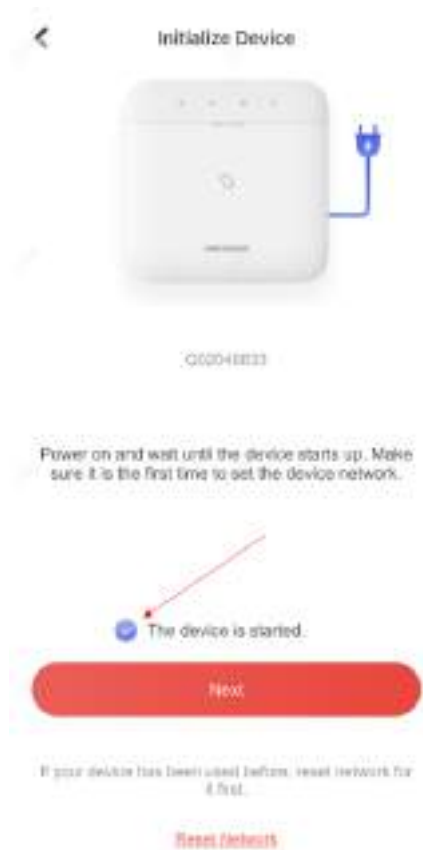 Initialize Device
Power on and wait until the device starts up. Make
sure it is the first time to set the device network.
The device is started.
Next
If your device has been used before, reset network for
it first.
Reset Network